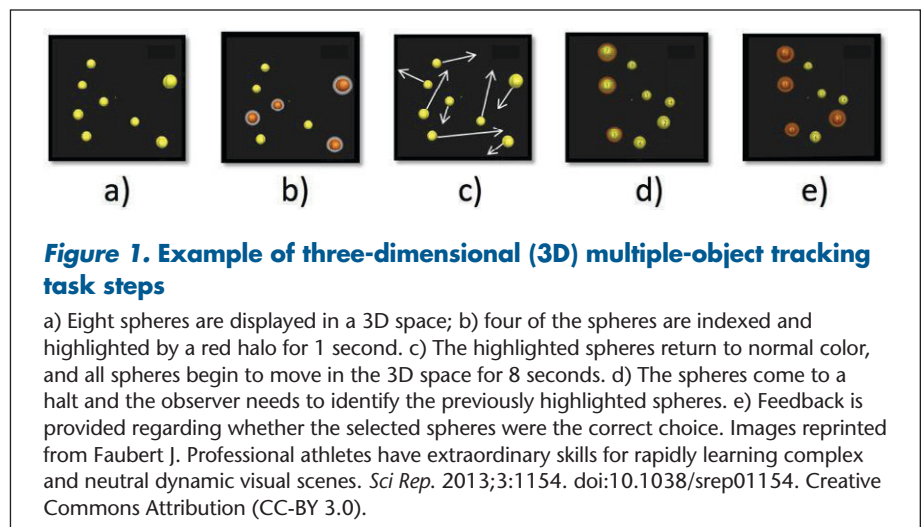 a)
b)
c)
d)
e)
Figure 1. Example of three-dimensional (3D) multiple-object tracking
task steps
a) Eight spheres are displayed in a 3D space; b) four of the spheres are indexed and
highlighted by a red halo for 1 second. c) The highlighted spheres return to normal color,
and all spheres begin to move in the 3D space for 8 seconds. d) The spheres come to a
halt and the observer needs to identify the previously highlighted spheres. e) Feedback is
provided regarding whether the selected spheres were the correct choice. Images reprinted
from Faubert J. Professional athletes have extraordinary skills for rapidly learning complex
and neutral dynamic visual scenes. Sci Rep. 2013;3:1154. doi:10.1038/srep01154. Creative
Commons Attribution (CC-BY 3.0).